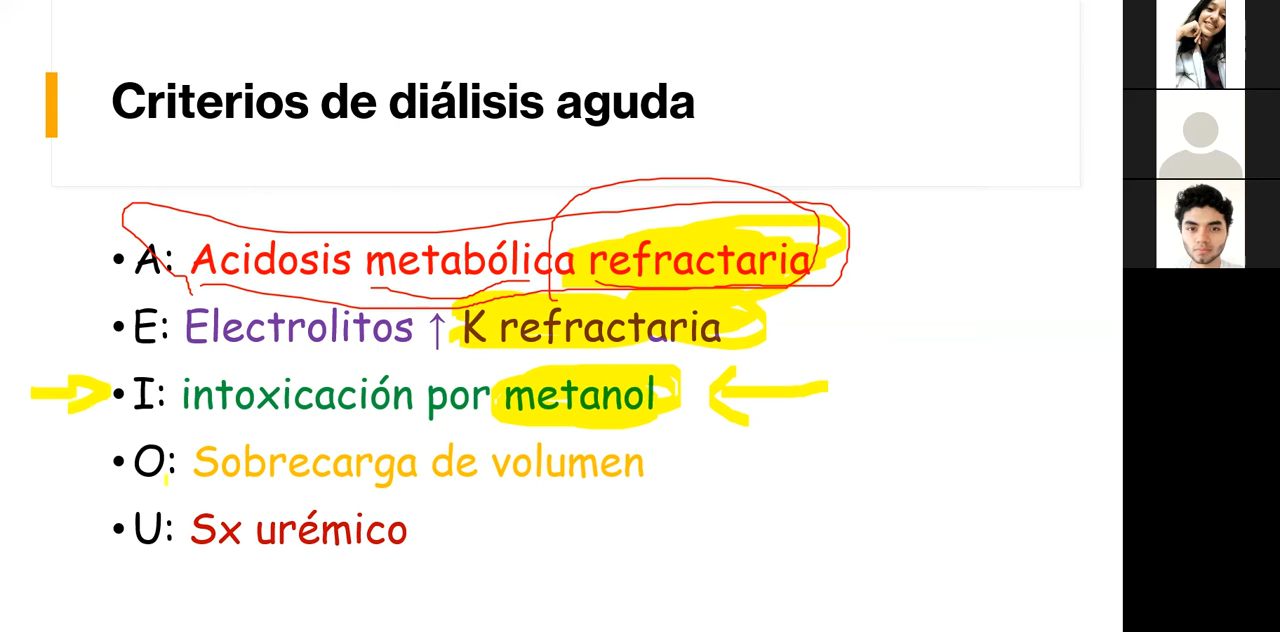 Criterios de diálisis aguda
• A: Acidosis metabólica refractaria
• E: Electrolitos ↑ K refractaria
• I: intoxicación por metanol
• O: Sobrecarga de volumen
• U: Sx urémico